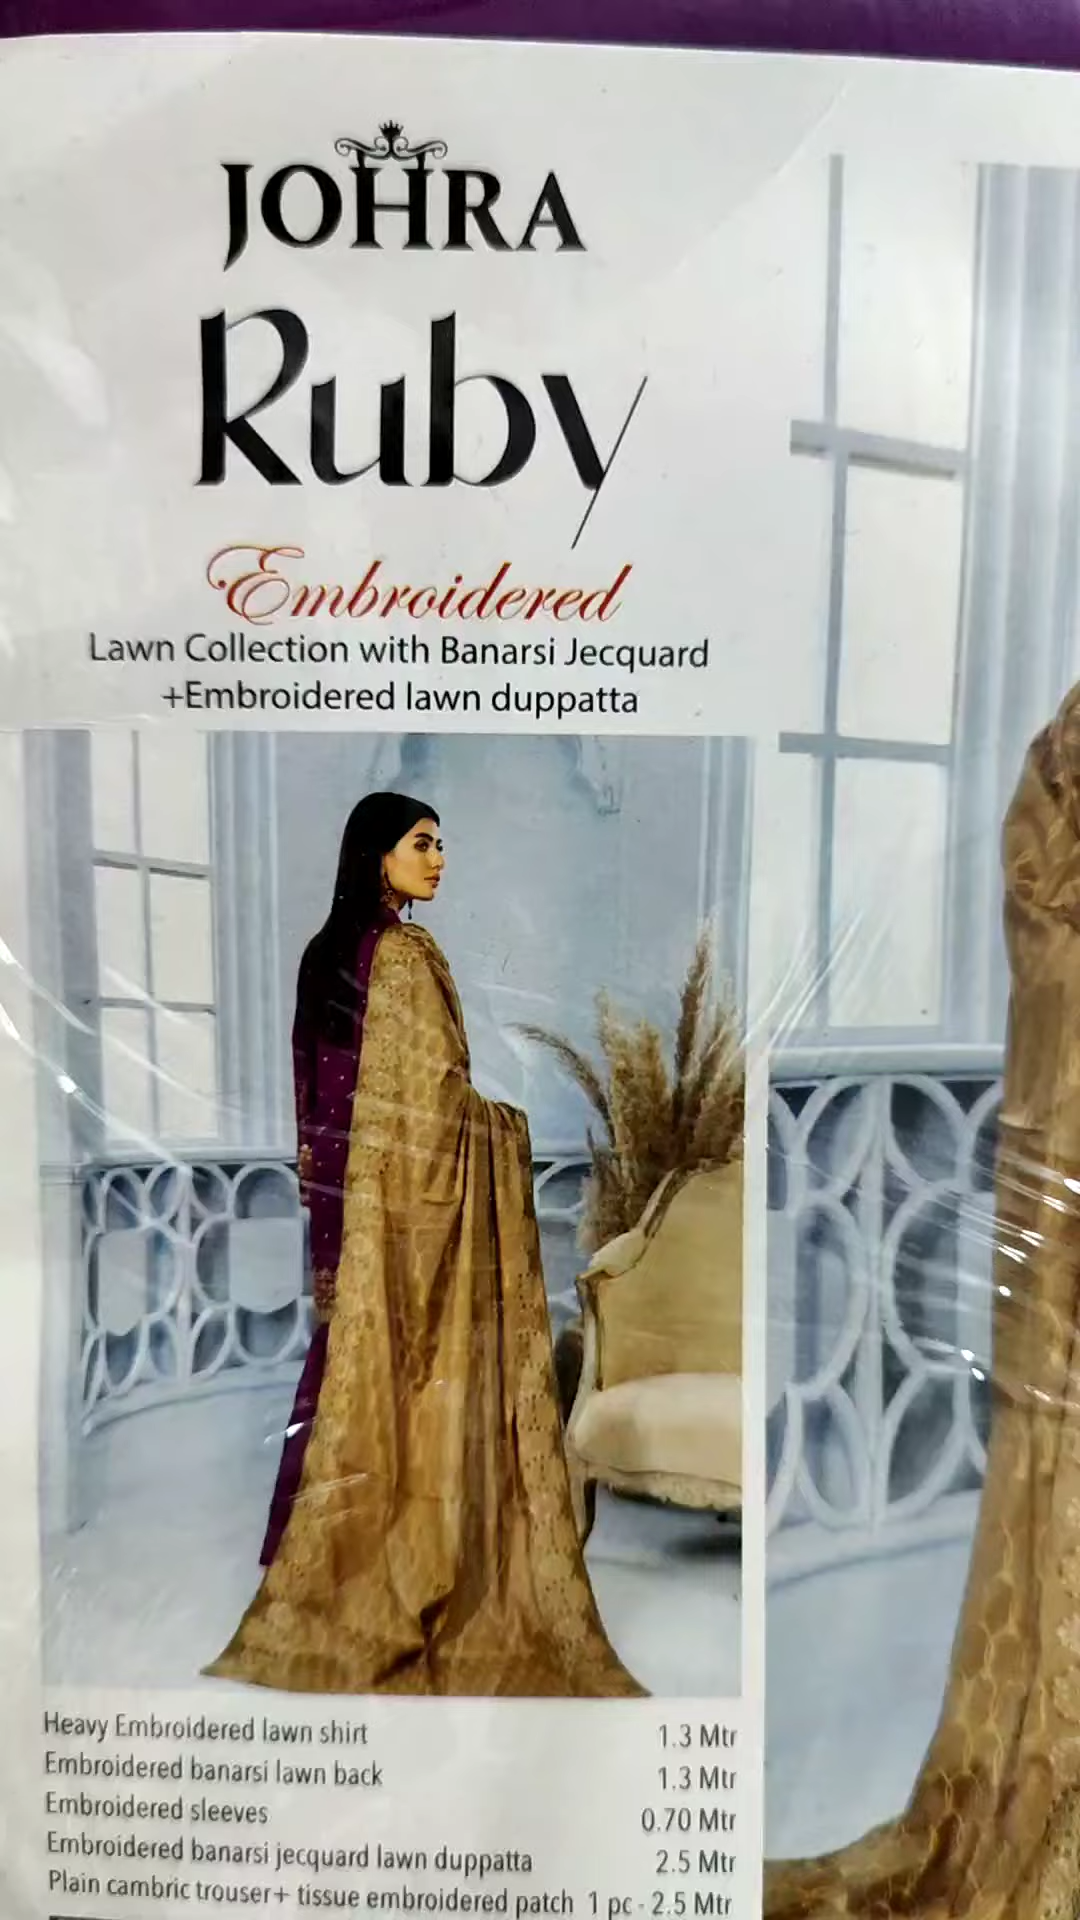 JOHRA
Ruby
Embroidered
Lawn Collection with Banarsi Jecquard
+Embroidered lawn duppatta
Heavy Embroidered lawn shirt 1.3 Mtr
Embroidered banarsi lawn back 1.3 Mtr
Embroidered sleeves 0.70 Mtr
Embroidered banarsi jecquard lawn duppatta 2.5 Mtr
Plain cambric trouser+ tissue embroidered patch 1 pc - 2.5 Mtr